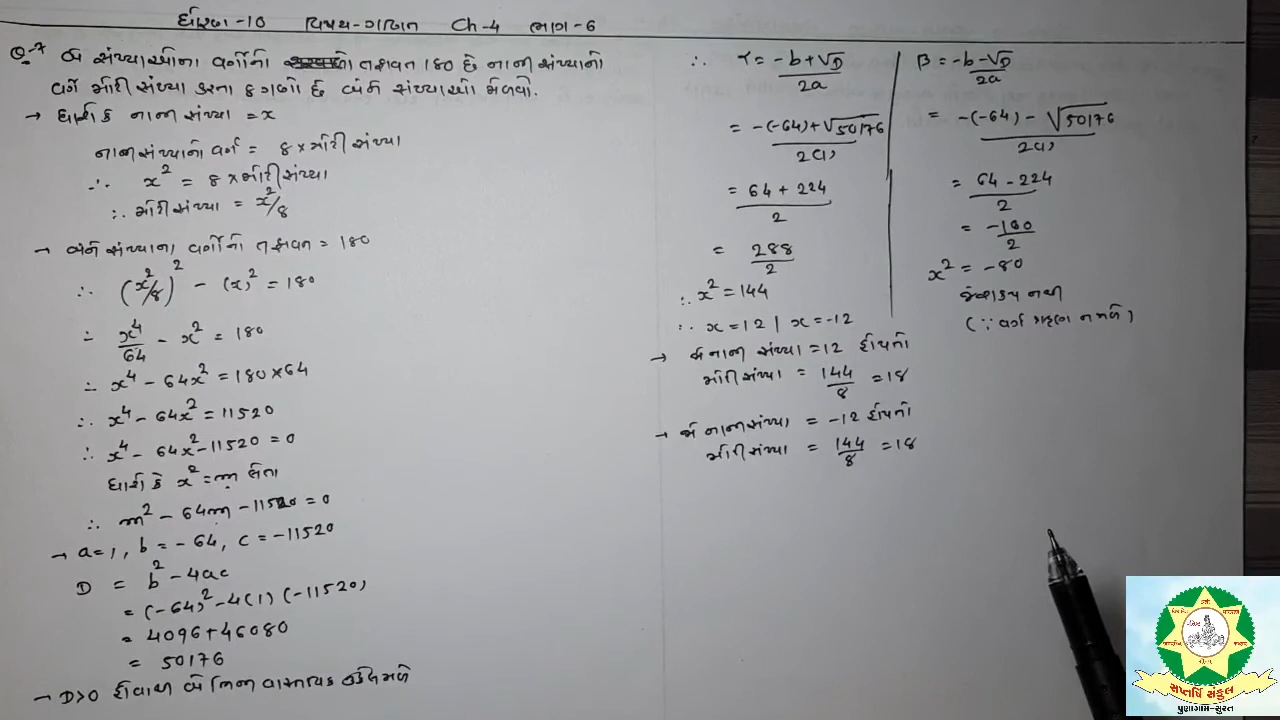 ધોરણ -10 વિષય - ગણિત Ch-4 ભાગ - 6
Q.7 બે સંખ્યાઓના વર્ગોનો તફાવત 180 છે નાની સંખ્યાનો
વર્ગ મોટી સંખ્યા કરતા 8 ગણો છે બંને સંખ્યાઓ મેળવો.
→ ધારો કે નાની સંખ્યા = x
નાની સંખ્યાનો વર્ગ = 8 × મોટી સંખ્યા
∴ x² = 8 × મોટી સંખ્યા
∴ મોટી સંખ્યા = x²/8
→ બંને સંખ્યાના વર્ગોનો તફાવત = 180
∴ (x²/8)² - (x)² = 180
∴ x⁴/64 - x² = 180
∴ x⁴ - 64x² = 180 × 64
∴ x⁴ - 64x² = 11520
∴ x⁴ - 64x² - 11520 = 0
ધારો કે x² = m લેતા
∴ m² - 64m - 11520 = 0
→ a = 1, b = - 64, c = -11520
D = b² - 4ac
= (-64)² - 4(1) (-11520)
= 4096 + 46080
= 50176
→ D>0 હોવાથી બે ભિન્ન વાસ્તવિક ઉકેલ મળે
∴ α = -b + √D / 2a
= -(-64) + √50176 / 2(1)
= 64 + 224 / 2
= 288 / 2
∴ x² = 144
∴ x = 12 | x = -12
→ જો નાની સંખ્યા = 12 હોય તો
મોટી સંખ્યા = 144/8 = 18
→ જો નાની સંખ્યા = -12 હોય તો
મોટી સંખ્યા = 144/8 = 18
β = -b - √D / 2a
= -(-64) - √50176 / 2(1)
= 64 - 224 / 2
= -160 / 2
x² = -80
જે શક્ય નથી
(∵ વર્ગ ઋણ ન મળે)
સપ્તર્ષિ સંકુલ
પુણાગામ-સુરત